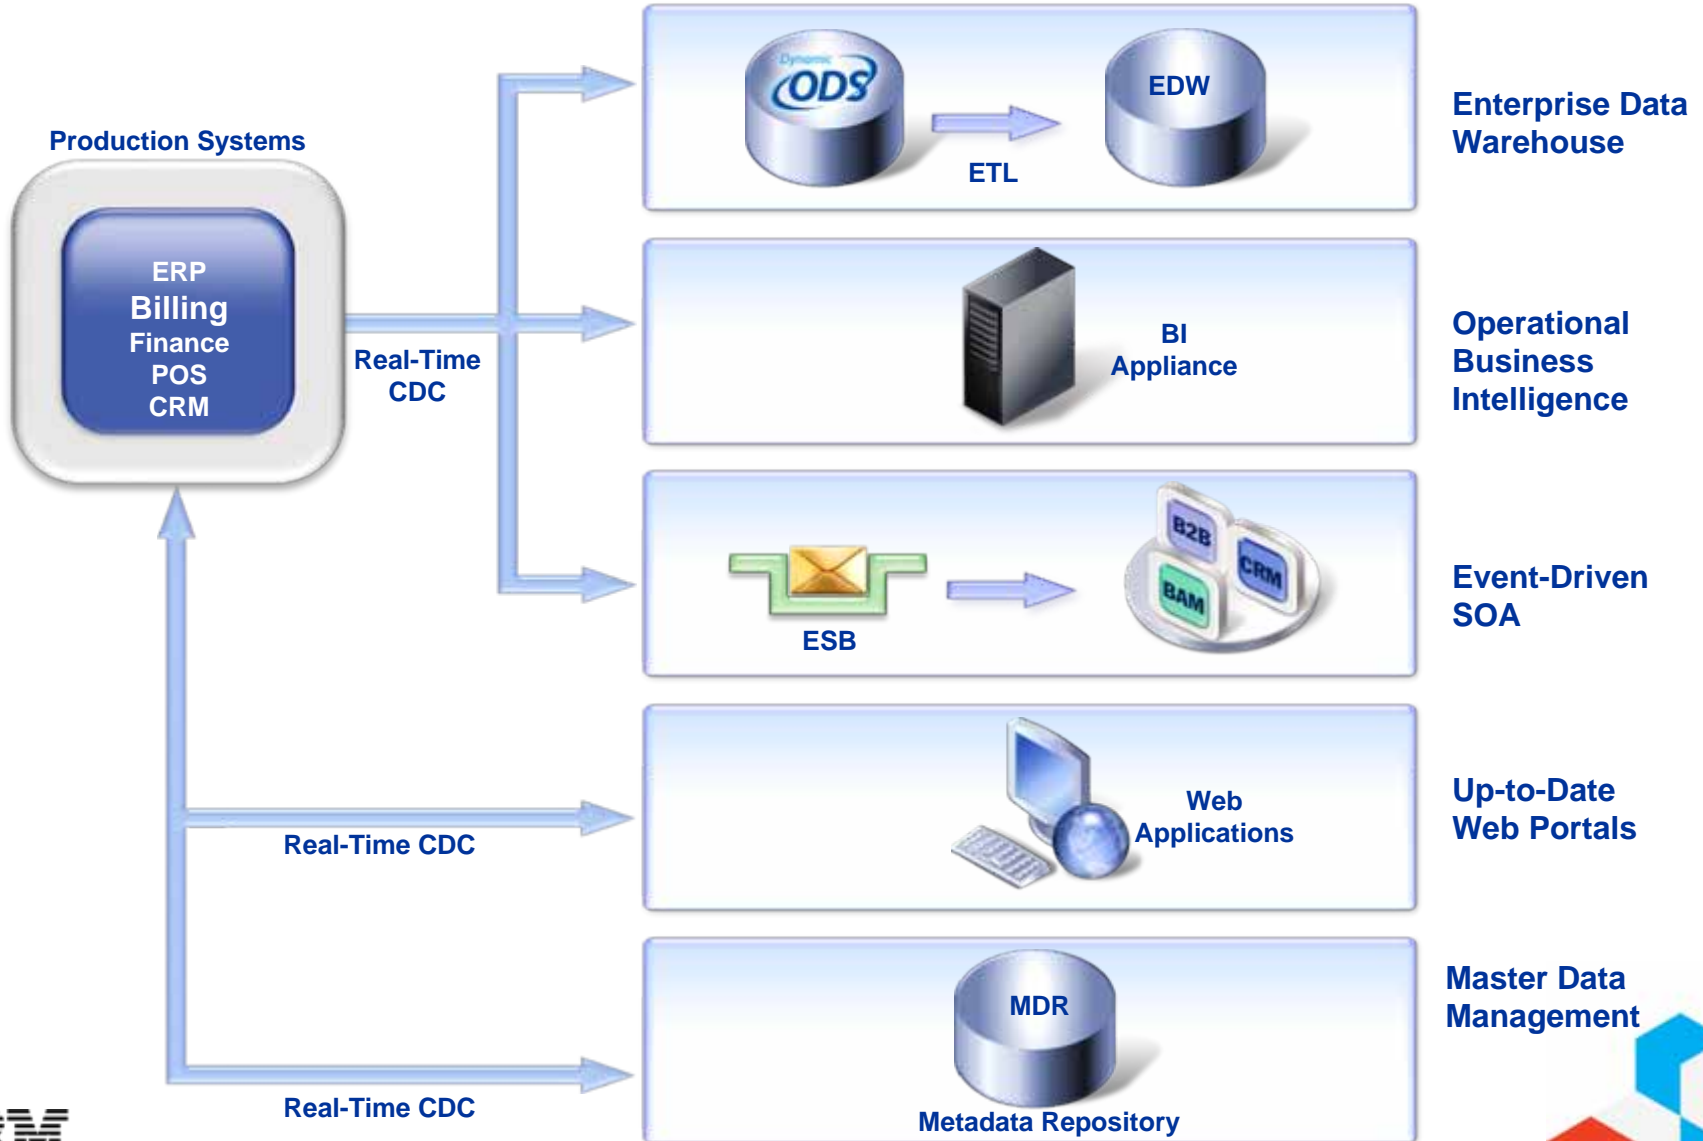 Production Systems
ERP
Billing
Finance
POS
CRM
Real-Time
CDC
Dynamic
ODS
ETL
EDW
Enterprise Data
Warehouse
BI
Appliance
Operational
Business
Intelligence
ESB
B2B
CRM
BAM
Event-Driven
SOA
Real-Time CDC
Web
Applications
Up-to-Date
Web Portals
Real-Time CDC
MDR
Metadata Repository
Master Data
Management